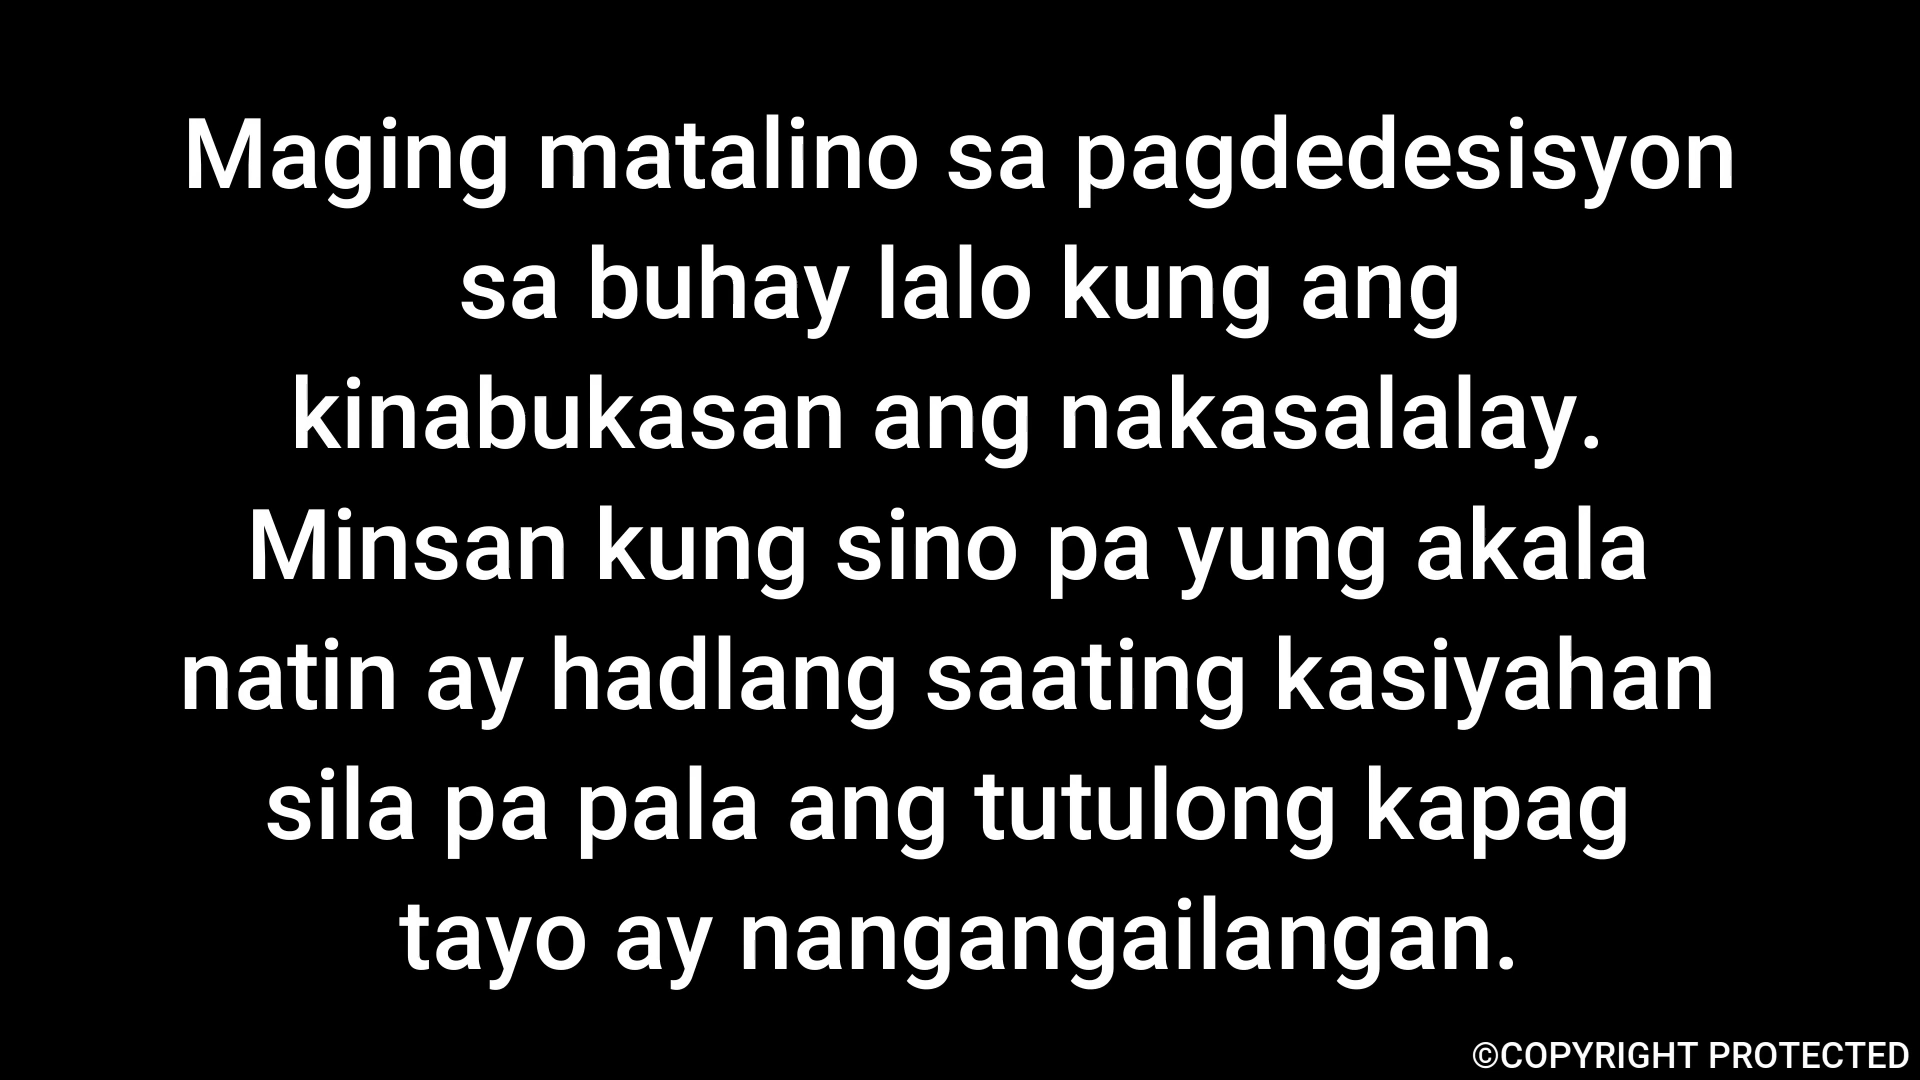 Maging matalino sa pagdedesisyon
sa buhay lalo kung ang
kinabukasan ang nakasalalay.
Minsan kung sino pa yung akala
natin ay hadlang saating kasiyahan
sila pa pala ang tutulong kapag
tayo ay nangangailangan.
©COPYRIGHT PROTECTED